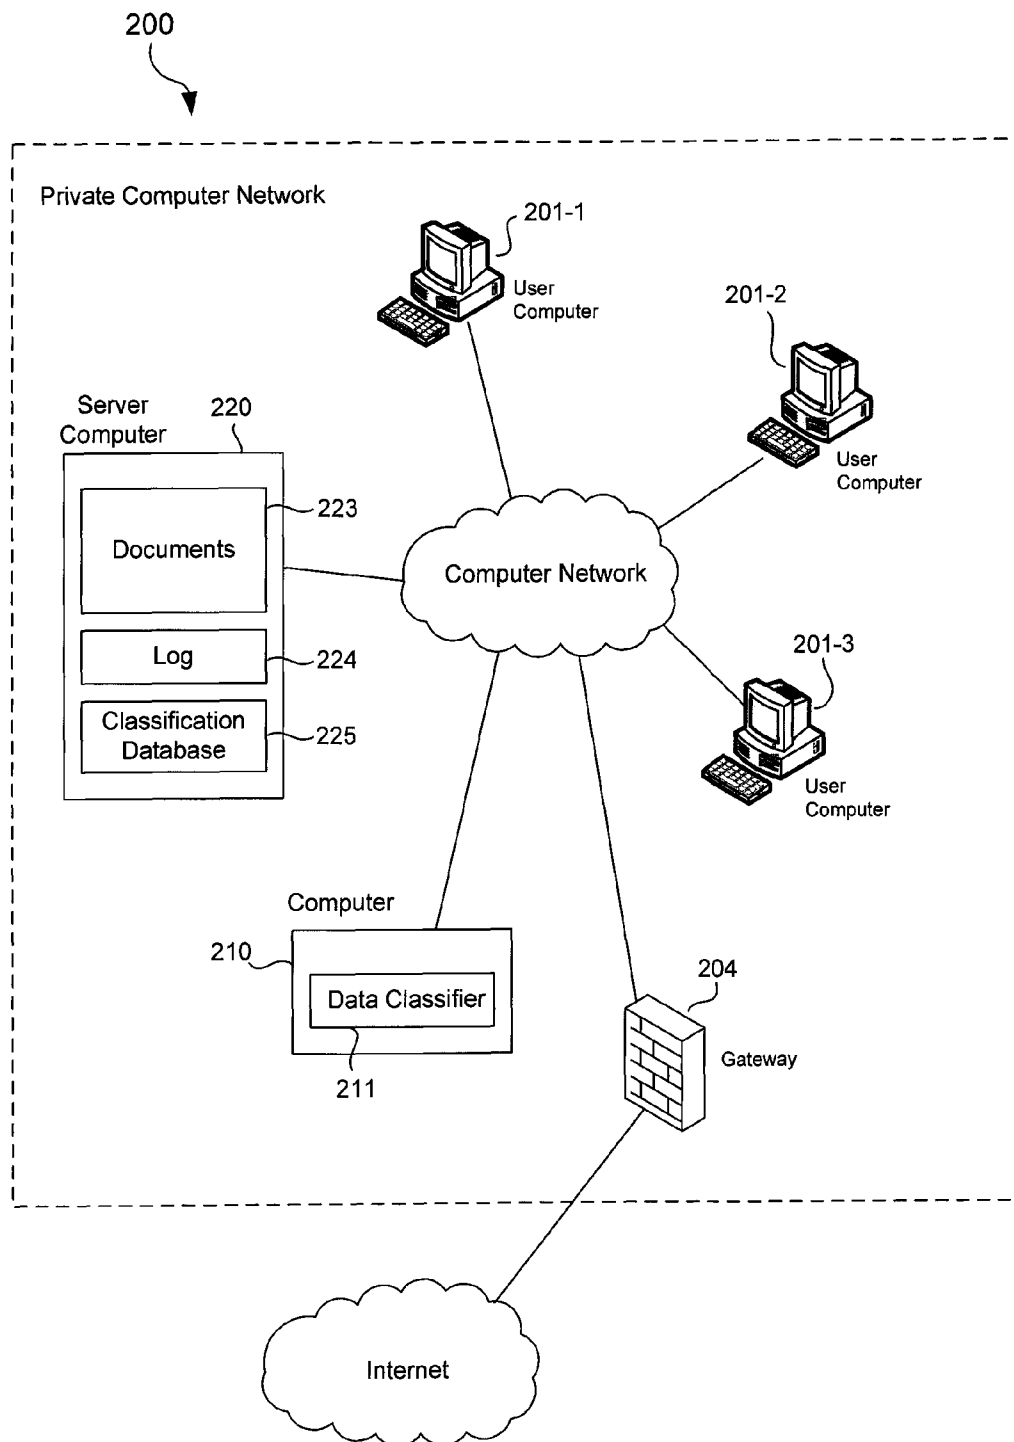 200
Private Computer Network
201-1
User
Computer
201-2
User
Computer
Server
Computer
220
223
Documents
Computer Network
Log
224
201-3
Classification
Database
225
User
Computer
Computer
210
204
Data Classifier
Gateway
211
Internet